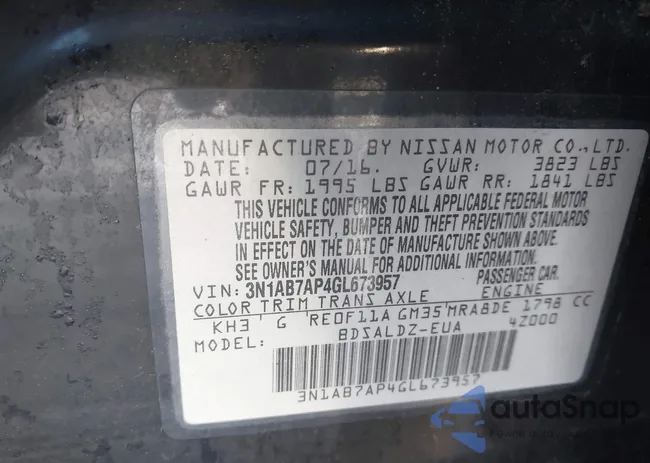 MANUFACTURED BY NISSAN MOTOR CO.,LTD.
DATE: 07/16. GVWR: 3823 LBS
GAWR FR: 1995 LBS GAWR RR: 1841 LBS
THIS VEHICLE CONFORMS TO ALL APPLICABLE FEDERAL MOTOR
VEHICLE SAFETY, BUMPER AND THEFT PREVENTION STANDARDS
IN EFFECT ON THE DATE OF MANUFACTURE SHOWN ABOVE.
SEE OWNER'S MANUAL FOR ADDITIONAL INFORMATION.
VIN: 3N1AB7AP4GL673957 PASSENGER CAR.
COLOR TRIM TRANS AXLE ENGINE
KH3 G RE0F11A GM35 MRA8DE 1798 CC
MODEL: BDSALDZ-EUA 4Z000
3N1AB7AP4GL673957
autoSnap